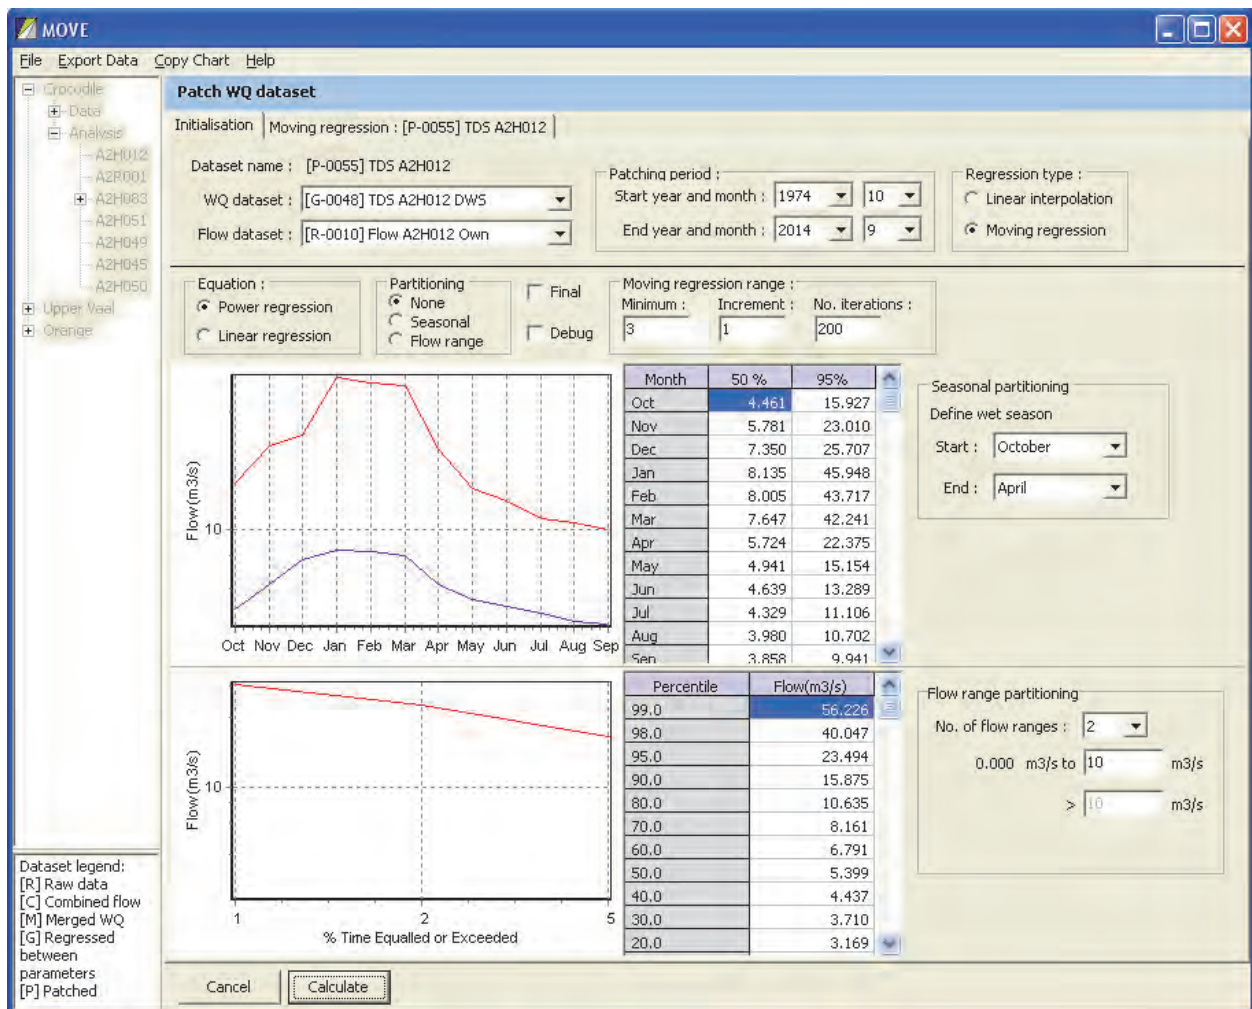 MOVE
File Export Data Copy Chart Help
Crocodile
Data
Analysis
A2H012
A2R001
A2H083
A2H051
A2H049
A2H045
A2H050
Upper Vaal
Orange
Dataset legend:
[R] Raw data
[C] Combined flow
[M] Merged WQ
[G] Regressed
between
parameters
[P] Patched
Patch WQ dataset
Initialisation Moving regression : [P-0055] TDS A2H012
Dataset name : [P-0055] TDS A2H012
WQ dataset : [G-0048] TDS A2H012 DWS
Flow dataset : [R-0010] Flow A2H012 Own
Patching period :
Start year and month : 1974 10
End year and month : 2014 9
Regression type :
Linear interpolation
Moving regression
Equation :
Power regression
Linear regression
Partitioning
None
Seasonal
Flow range
Final
Debug
Moving regression range :
Minimum : Increment : No. iterations :
3 1 200
Flow(m3/s)
10
Oct Nov Dec Jan Feb Mar Apr May Jun Jul Aug Sep
Month 50 % 95%
Oct 4.461 15.927
Nov 5.781 23.010
Dec 7.350 25.707
Jan 8.135 45.948
Feb 8.005 43.717
Mar 7.647 42.241
Apr 5.724 22.375
May 4.941 15.154
Jun 4.639 13.289
Jul 4.329 11.106
Aug 3.980 10.702
Sep 3.858 9.941
Seasonal partitioning
Define wet season
Start : October
End : April
Flow(m3/s)
10
1 2 5
% Time Equalled or Exceeded
Percentile Flow(m3/s)
99.0 56.226
98.0 40.047
95.0 23.494
90.0 15.875
80.0 10.635
70.0 8.161
60.0 6.791
50.0 5.399
40.0 4.437
30.0 3.710
20.0 3.169
Flow range partitioning
No. of flow ranges : 2
0.000 m3/s to 10 m3/s
> 10 m3/s
Cancel Calculate